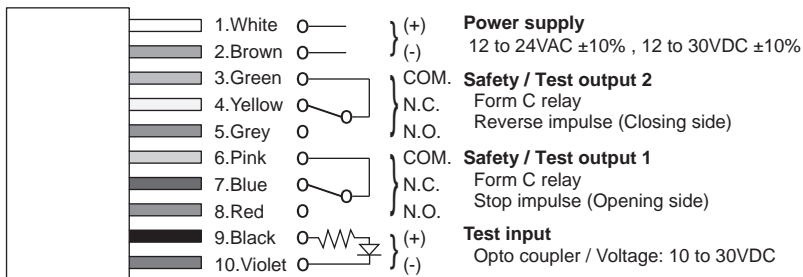 1.White (+) Power supply
2.Brown (-) 12 to 24VAC ±10% , 12 to 30VDC ±10%
3.Green COM. Safety / Test output 2
4.Yellow N.C. Form C relay
5.Grey N.O. Reverse impulse (Closing side)
6.Pink COM. Safety / Test output 1
7.Blue N.C. Form C relay
8.Red N.O. Stop impulse (Opening side)
9.Black (+) Test input
10.Violet (-) Opto coupler / Voltage: 10 to 30VDC